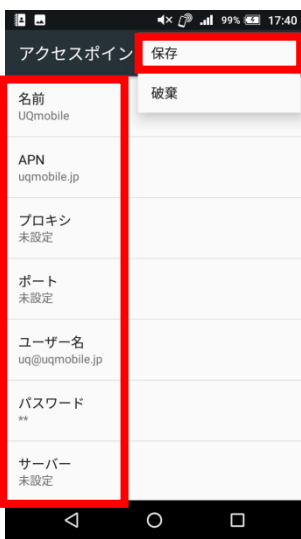 99% 17:40
アクセスポイン
保存
破棄
名前
UQmobile
APN
uqmobile.jp
プロキシ
未設定
ポート
未設定
ユーザー名
uq@uqmobile.jp
パスワード
**
サーバー
未設定